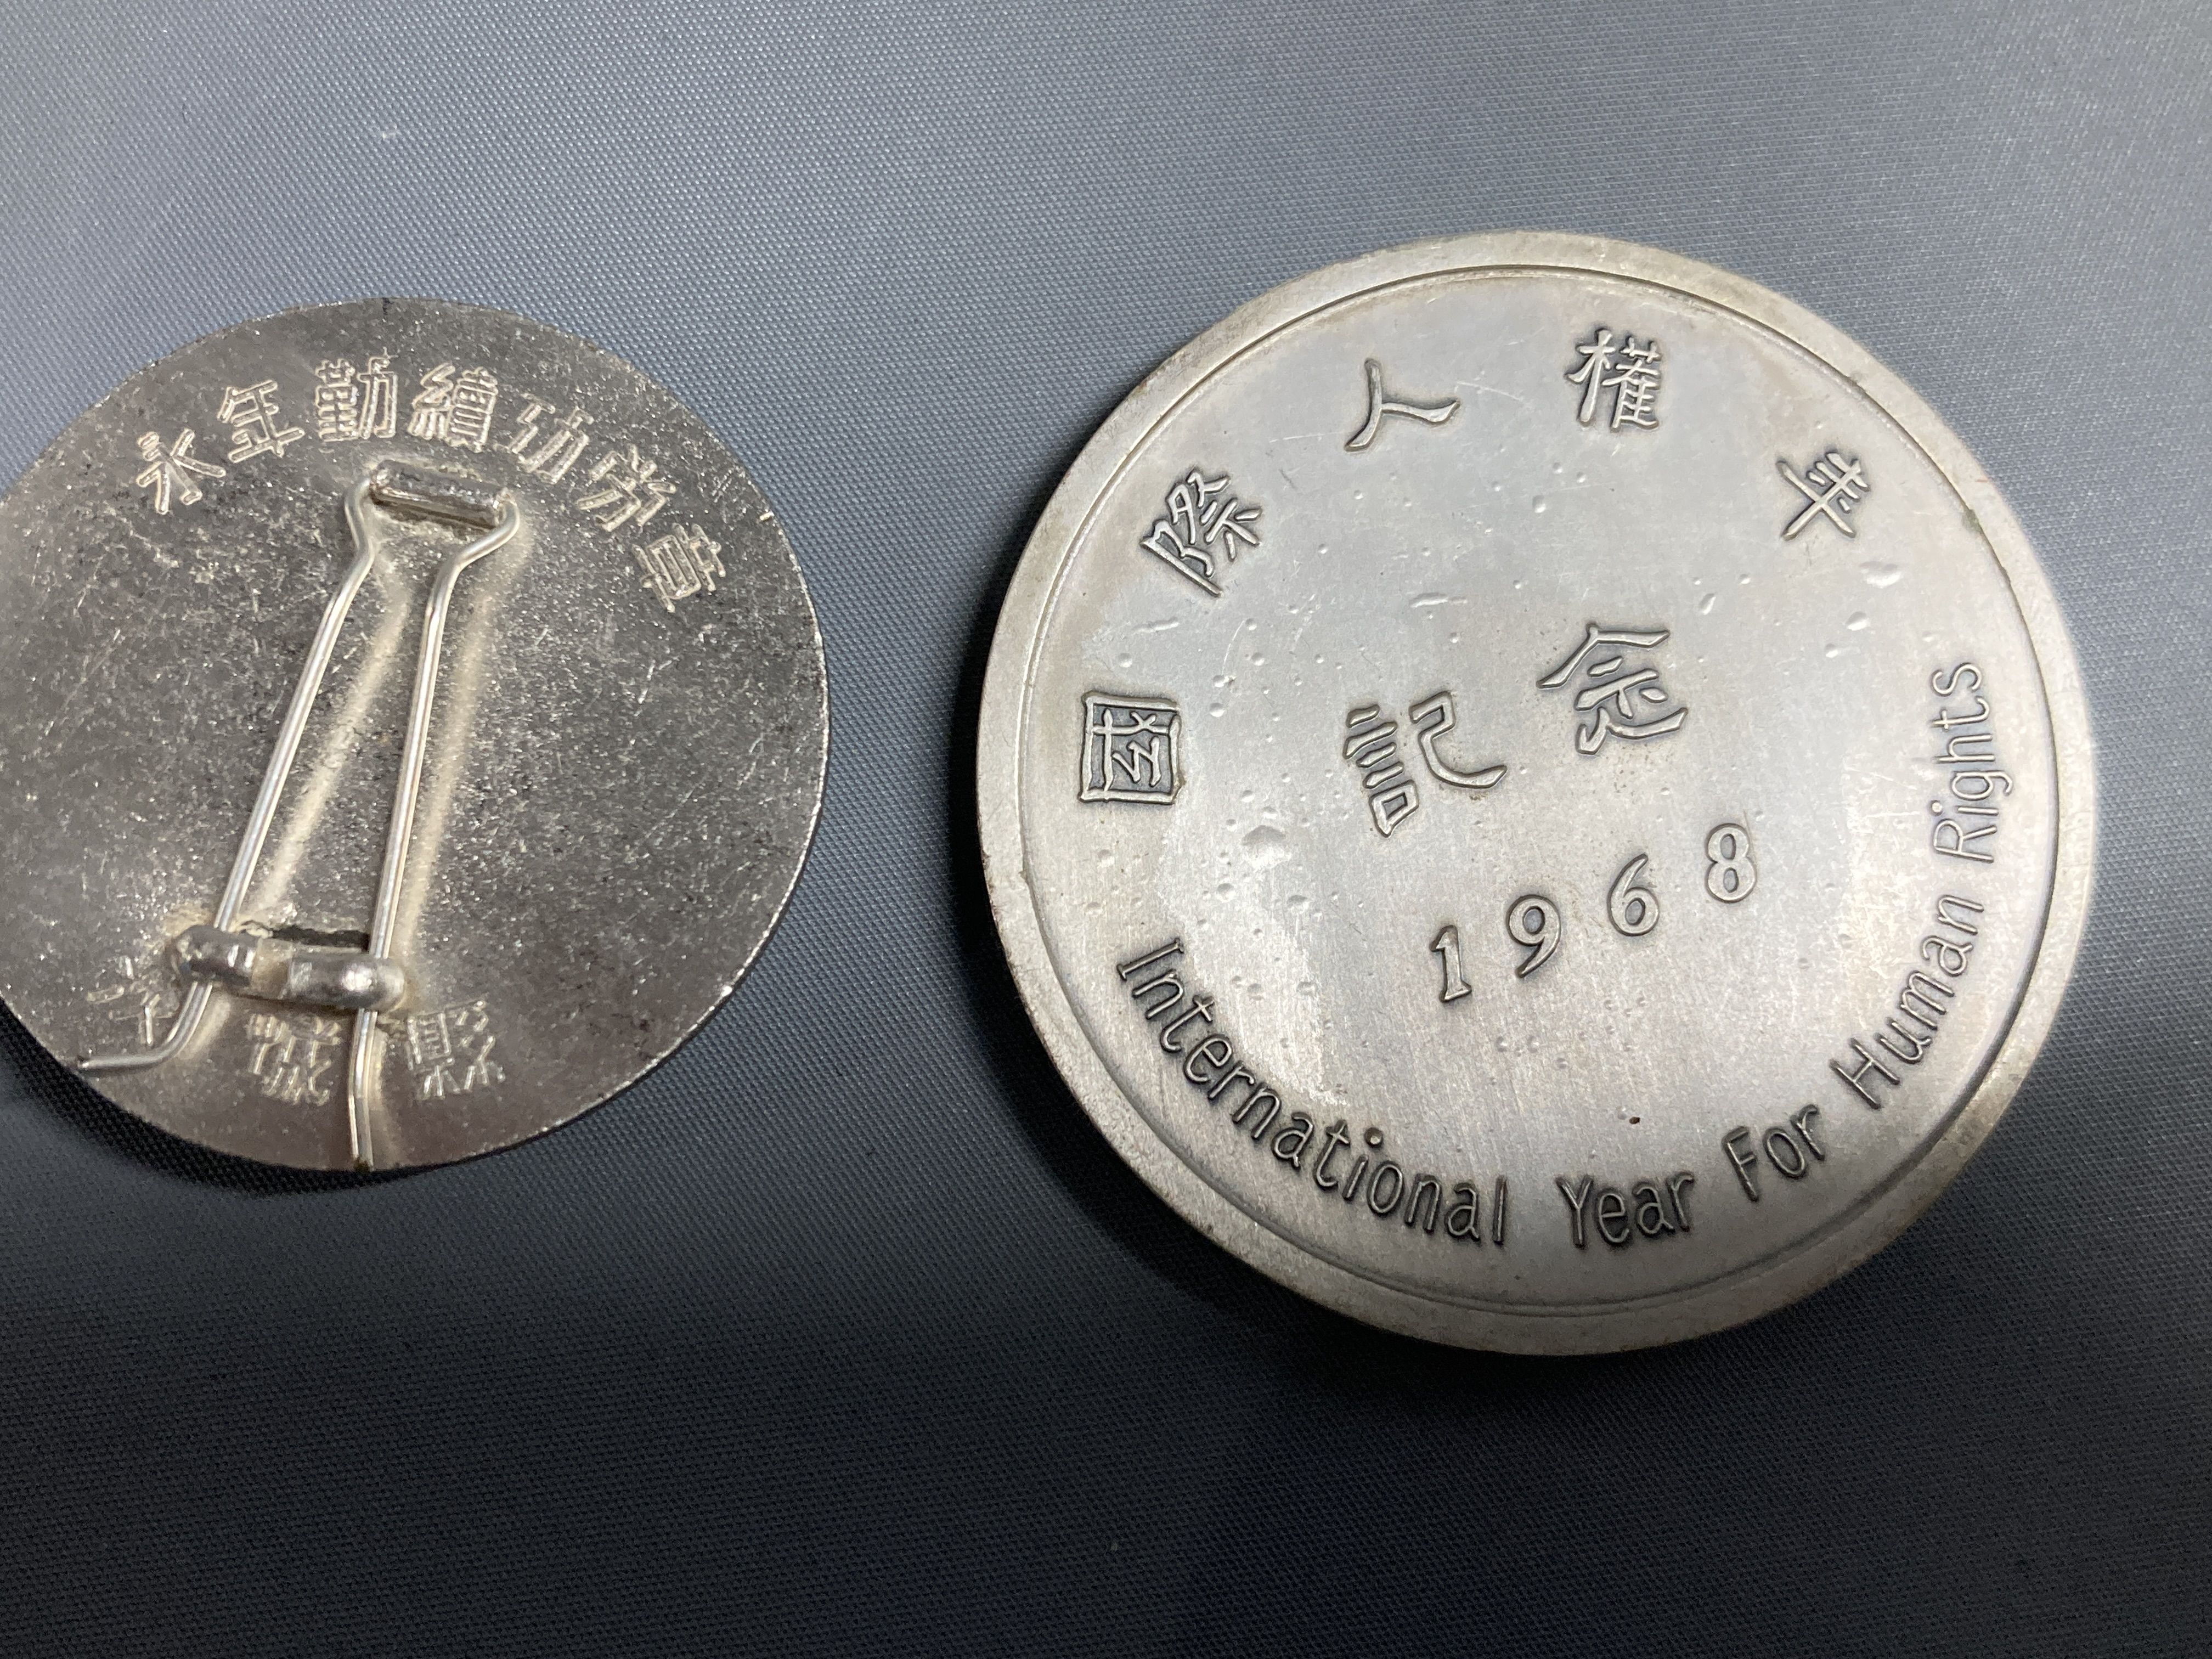 永年勤續功労章
國際人権年
記念
1968
International Year For Human Rights